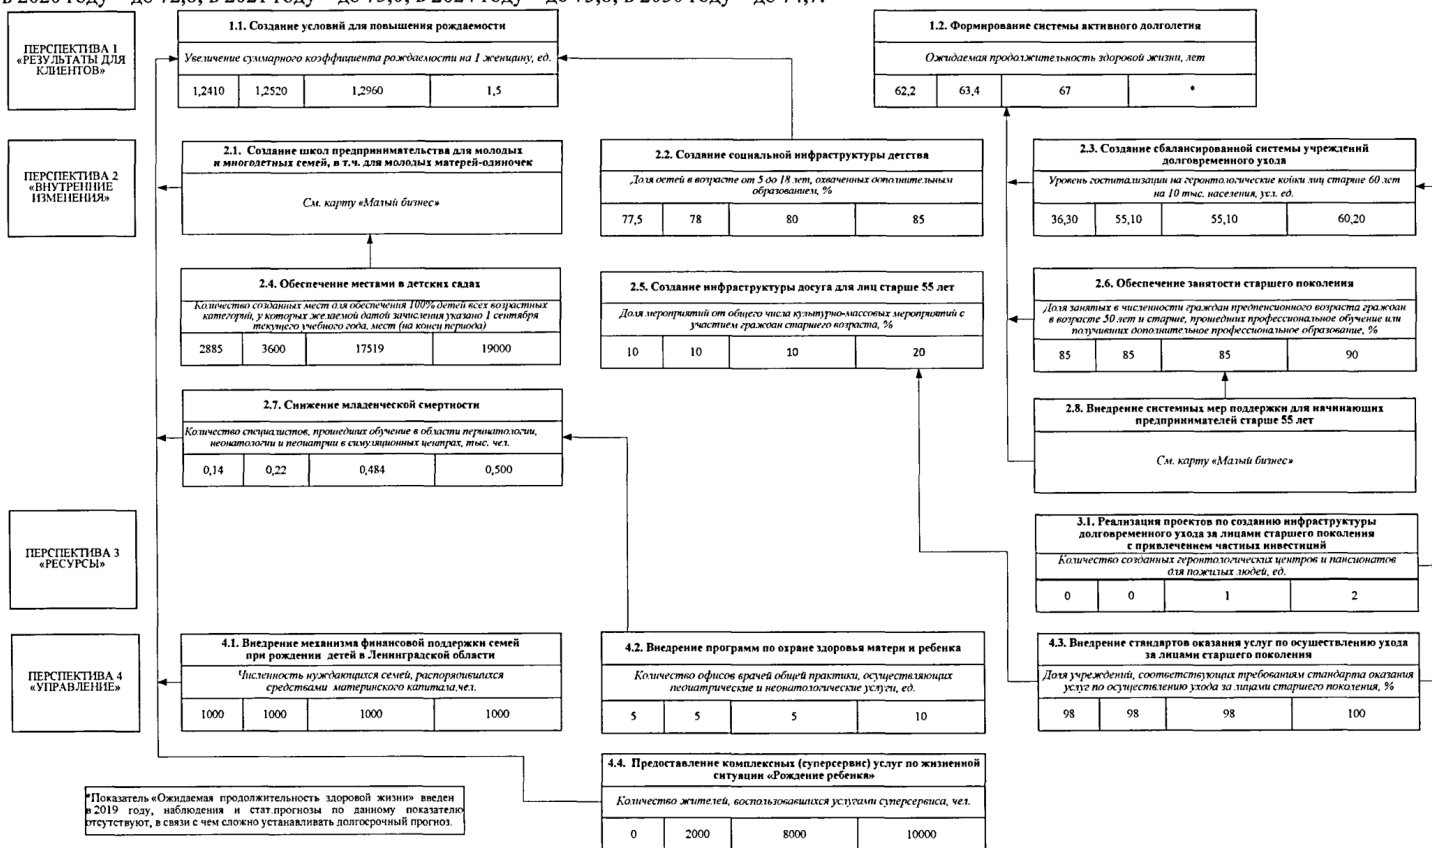 в 2020 году – до 72,8, в 2021 году – до 73,0, в 2024 году – до 73,8, в 2030 году – до 74,7.
ПЕРСПЕКТИВА 1
«РЕЗУЛЬТАТЫ ДЛЯ
КЛИЕНТОВ»
1.1. Создание условий для повышения рождаемости
Увеличение суммарного коэффициента рождаемости на 1 женщину, ед.
1,2410 1,2520 1,2960 1,5
1.2. Формирование системы активного долголетия
Ожидаемая продолжительность здоровой жизни, лет
62,2 63,4 67 *
ПЕРСПЕКТИВА 2
«ВНУТРЕННИЕ
ИЗМЕНЕНИЯ»
2.1. Создание школ предпринимательства для молодых
и многодетных семей, в т.ч. для молодых матерей-одиночек
См. карту «Малый бизнес»
2.2. Создание социальной инфраструктуры детства
Доля детей в возрасте от 5 до 18 лет, охваченных дополнительным
образованием, %
77,5 78 80 85
2.3. Создание сбалансированной системы учреждений
долговременного ухода
Уровень госпитализации на геронтологические койки лиц старше 60 лет
на 10 тыс. населения, усл. ед.
36,30 55,10 55,10 60,20
2.4. Обеспечение местами в детских садах
Количество созданных мест для обеспечения 100% детей всех возрастных
категорий, у которых желаемой датой зачисления указано 1 сентября
текущего учебного года, мест (на конец периода)
2885 3600 17519 19000
2.5. Создание инфраструктуры досуга для лиц старше 55 лет
Доля мероприятий от общего числа культурно-массовых мероприятий с
участием граждан старшего возраста, %
10 10 10 20
2.6. Обеспечение занятости старшего поколения
Доля занятых в численности граждан предпенсионного возраста граждан
в возрасте 50 лет и старше, прошедших профессиональное обучение или
получивших дополнительное профессиональное образование, %
85 85 85 90
2.7. Снижение младенческой смертности
Количество специалистов, прошедших обучение в области перинатологии,
неонатологии и педиатрии в симуляционных центрах, тыс. чел.
0,14 0,22 0,484 0,500
2.8. Внедрение системных мер поддержки для начинающих
предпринимателей старше 55 лет
См. карту «Малый бизнес»
ПЕРСПЕКТИВА 3
«РЕСУРСЫ»
3.1. Реализация проектов по созданию инфраструктуры
долговременного ухода за лицами старшего поколения
с привлечением частных инвестиций
Количество созданных геронтологических центров и пансионатов
для пожилых людей, ед.
0 0 1 2
ПЕРСПЕКТИВА 4
«УПРАВЛЕНИЕ»
4.1. Внедрение механизма финансовой поддержки семей
при рождении детей в Ленинградской области
Численность нуждающихся семей, распорядившихся
средствами материнского капитала,чел.
1000 1000 1000 1000
4.2. Внедрение программ по охране здоровья матери и ребенка
Количество офисов врачей общей практики, осуществляющих
педиатрические и неонатологические услуги, ед.
5 5 5 10
4.3. Внедрение стандартов оказания услуг по осуществлению ухода
за лицами старшего поколения
Доля учреждений, соответствующих требованиям стандарта оказания
услуг по осуществлению ухода за лицами старшего поколения, %
98 98 98 100
4.4. Предоставление комплексных (суперсервис) услуг по жизненной
ситуации «Рождение ребенка»
Количество жителей, воспользовавшихся услугами суперсервиса, чел.
0 2000 8000 10000
*Показатель «Ожидаемая продолжительность здоровой жизни» введен
в 2019 году, наблюдения и стат.прогнозы по данному показателю
отсутствуют, в связи с чем сложно устанавливать долгосрочный прогноз.